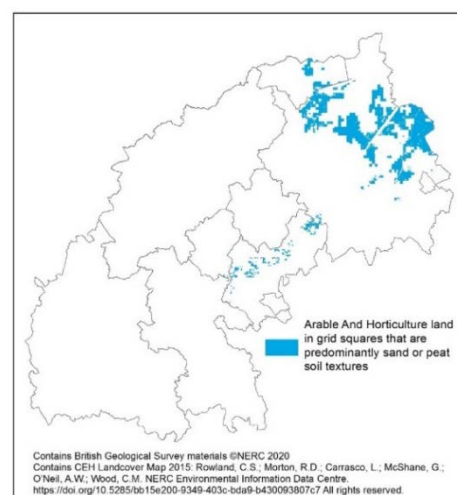 Arable And Horticulture land
in grid squares that are
predominantly sand or peat
soil textures
Contains British Geological Survey materials ©NERC 2020
Contains CEH Landcover Map 2015: Rowland, C.S.; Morton, R.D.; Carrasco, L.; McShane, G.;
O'Neil, A.W.; Wood, C.M. NERC Environmental Information Data Centre.
https://doi.org/10.5285/bb15e200-9349-403c-bda9-b430093807c7 All rights reserved.